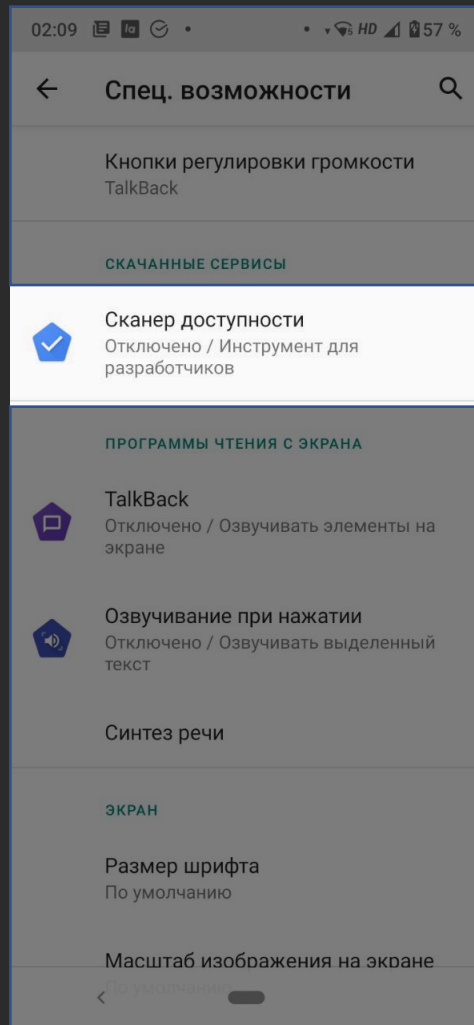 02:09 HD 57 %
Спец. возможности
Кнопки регулировки громкости
TalkBack
СКАЧАННЫЕ СЕРВИСЫ
Сканер доступности
Отключено / Инструмент для
разработчиков
ПРОГРАММЫ ЧТЕНИЯ С ЭКРАНА
TalkBack
Отключено / Озвучивать элементы на
экране
Озвучивание при нажатии
Отключено / Озвучивать выделенный
текст
Синтез речи
ЭКРАН
Размер шрифта
По умолчанию
Масштаб изображения на экране
По умолчанию